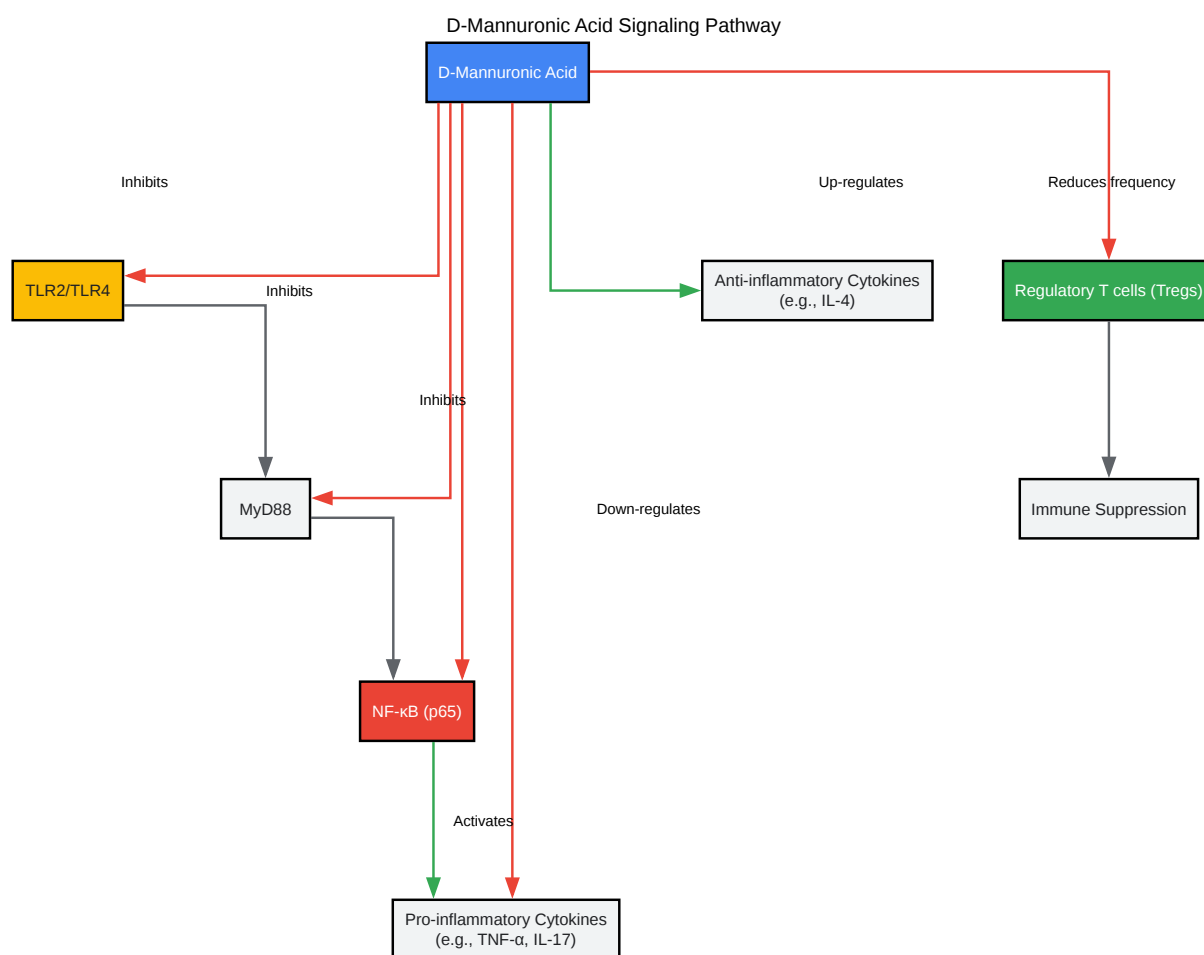 D-Mannuronic Acid Signaling Pathway
D-Mannuronic Acid
Inhibits
Up-regulates
Reduces frequency
TLR2/TLR4
Inhibits
Anti-inflammatory Cytokines
(e.g., IL-4)
Regulatory T cells (Tregs)
Inhibits
MyD88
Down-regulates
Immune Suppression
NF-κB (p65)
Activates
Pro-inflammatory Cytokines
(e.g., TNF-α, IL-17)